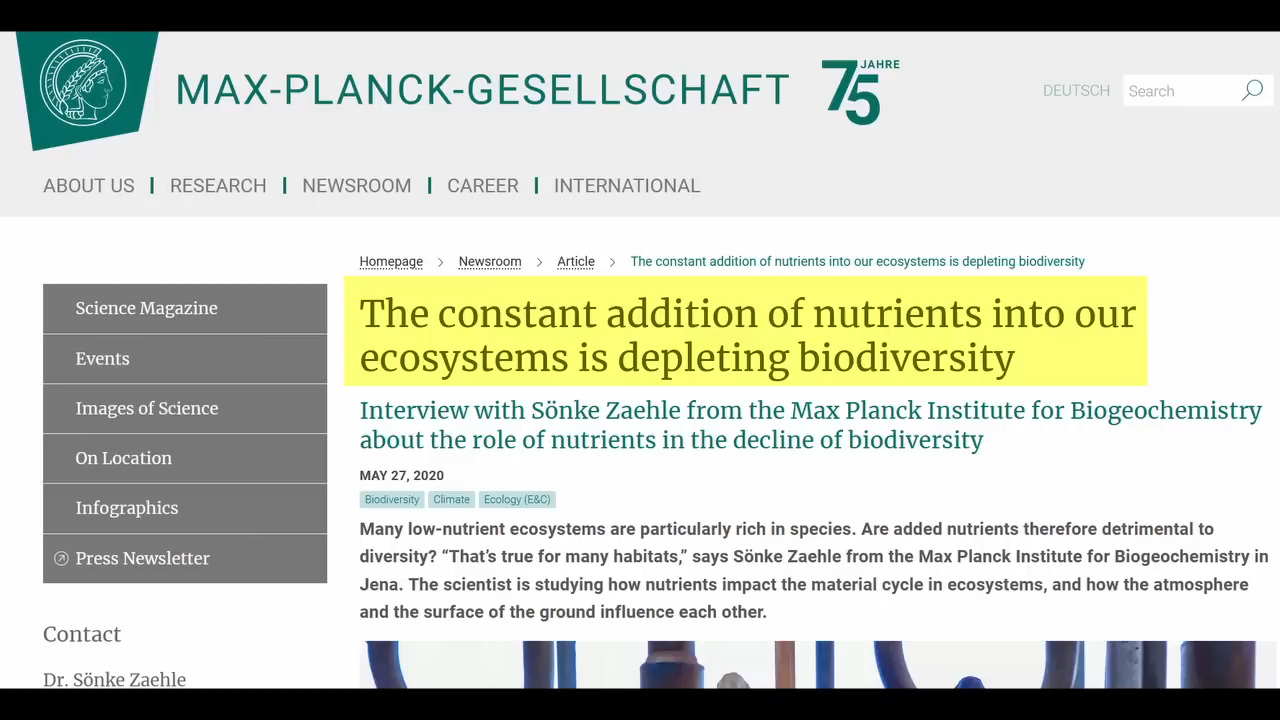 MAX-PLANCK-GESELLSCHAFT
75 JAHRE
DEUTSCH
Search
ABOUT US | RESEARCH | NEWSROOM | CAREER | INTERNATIONAL
Homepage > Newsroom > Article > The constant addition of nutrients into our ecosystems is depleting biodiversity
Science Magazine
Events
Images of Science
On Location
Infographics
Press Newsletter
Contact
Dr. Sönke Zaehle
The constant addition of nutrients into our
ecosystems is depleting biodiversity
Interview with Sönke Zaehle from the Max Planck Institute for Biogeochemistry
about the role of nutrients in the decline of biodiversity
MAY 27, 2020
Biodiversity Climate Ecology (E&C)
Many low-nutrient ecosystems are particularly rich in species. Are added nutrients therefore detrimental to
diversity? “That’s true for many habitats,” says Sönke Zaehle from the Max Planck Institute for Biogeochemistry in
Jena. The scientist is studying how nutrients impact the material cycle in ecosystems, and how the atmosphere
and the surface of the ground influence each other.